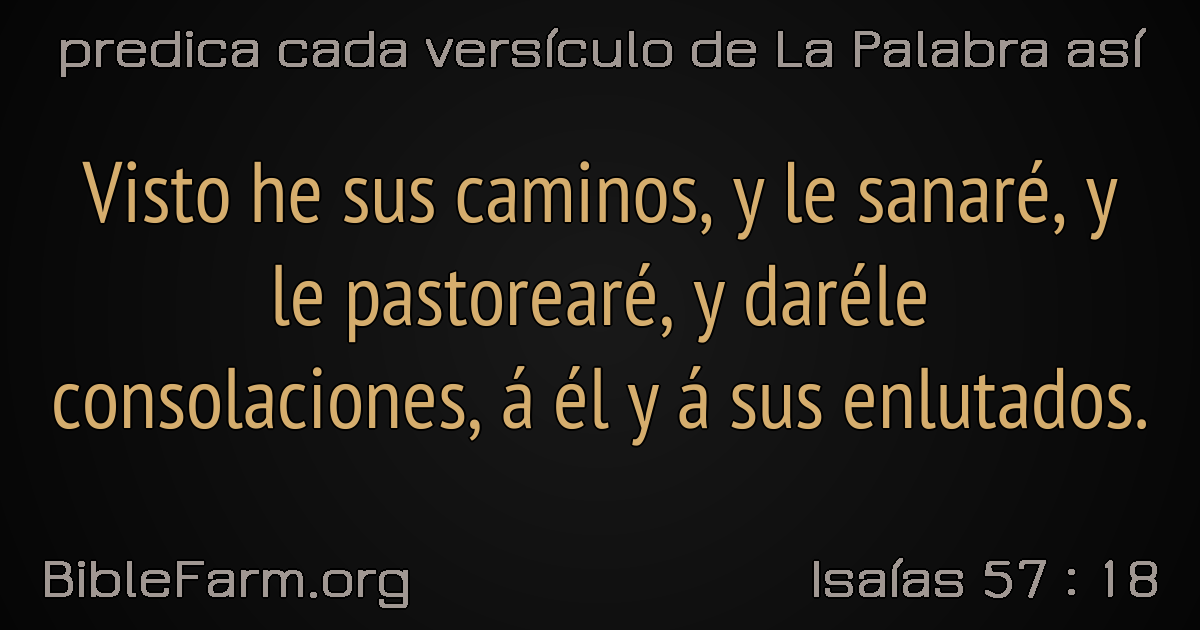 predica cada versículo de La Palabra así
Visto he sus caminos, y le sanaré, y
le pastorearé, y daréle
consolaciones, á él y á sus enlutados.
BibleFarm.org
Isaías 57 : 18